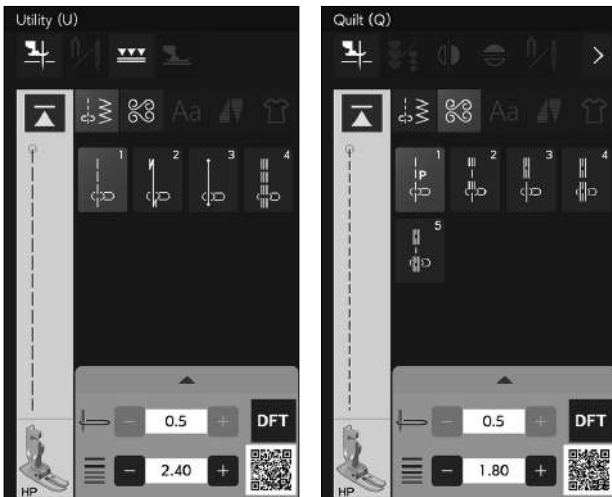 Utility (U)
Aa
1 2 3 4
0.5 DFT
2.40
HP
Quilt (Q)
Aa
1 2 3 4
P
5
0.5 DFT
1.80
HP